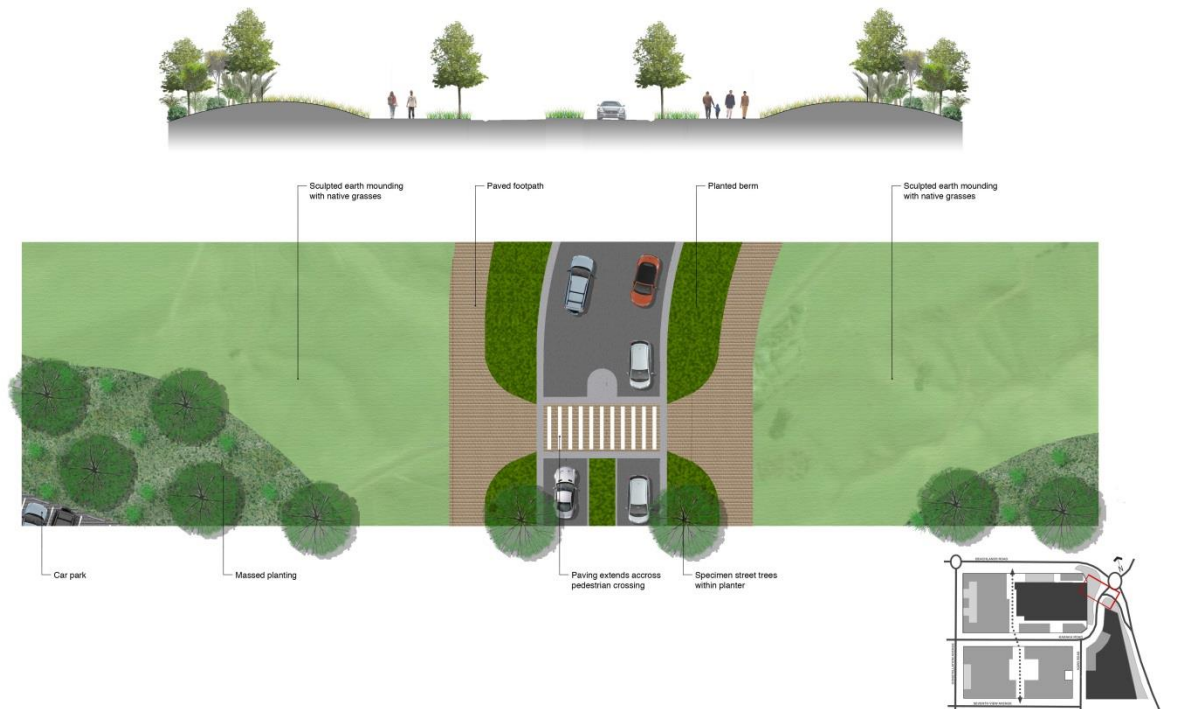 Sculpted earth mounding
with native grasses
Paved footpath
Planted berm
Sculpted earth mounding
with native grasses
Car park
Massed planting
Paving extends accross
pedestrian crossing
Specimen street trees
within planter
N